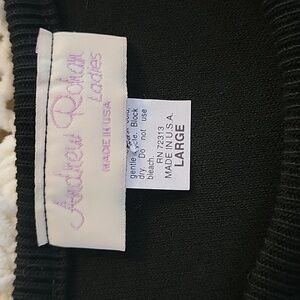 Andrew Rohan
Ladies
MADE IN USA
gentle cycle. Block
dry. Do not use
bleach.
RN 72313
MADE IN U.S.A.
LARGE